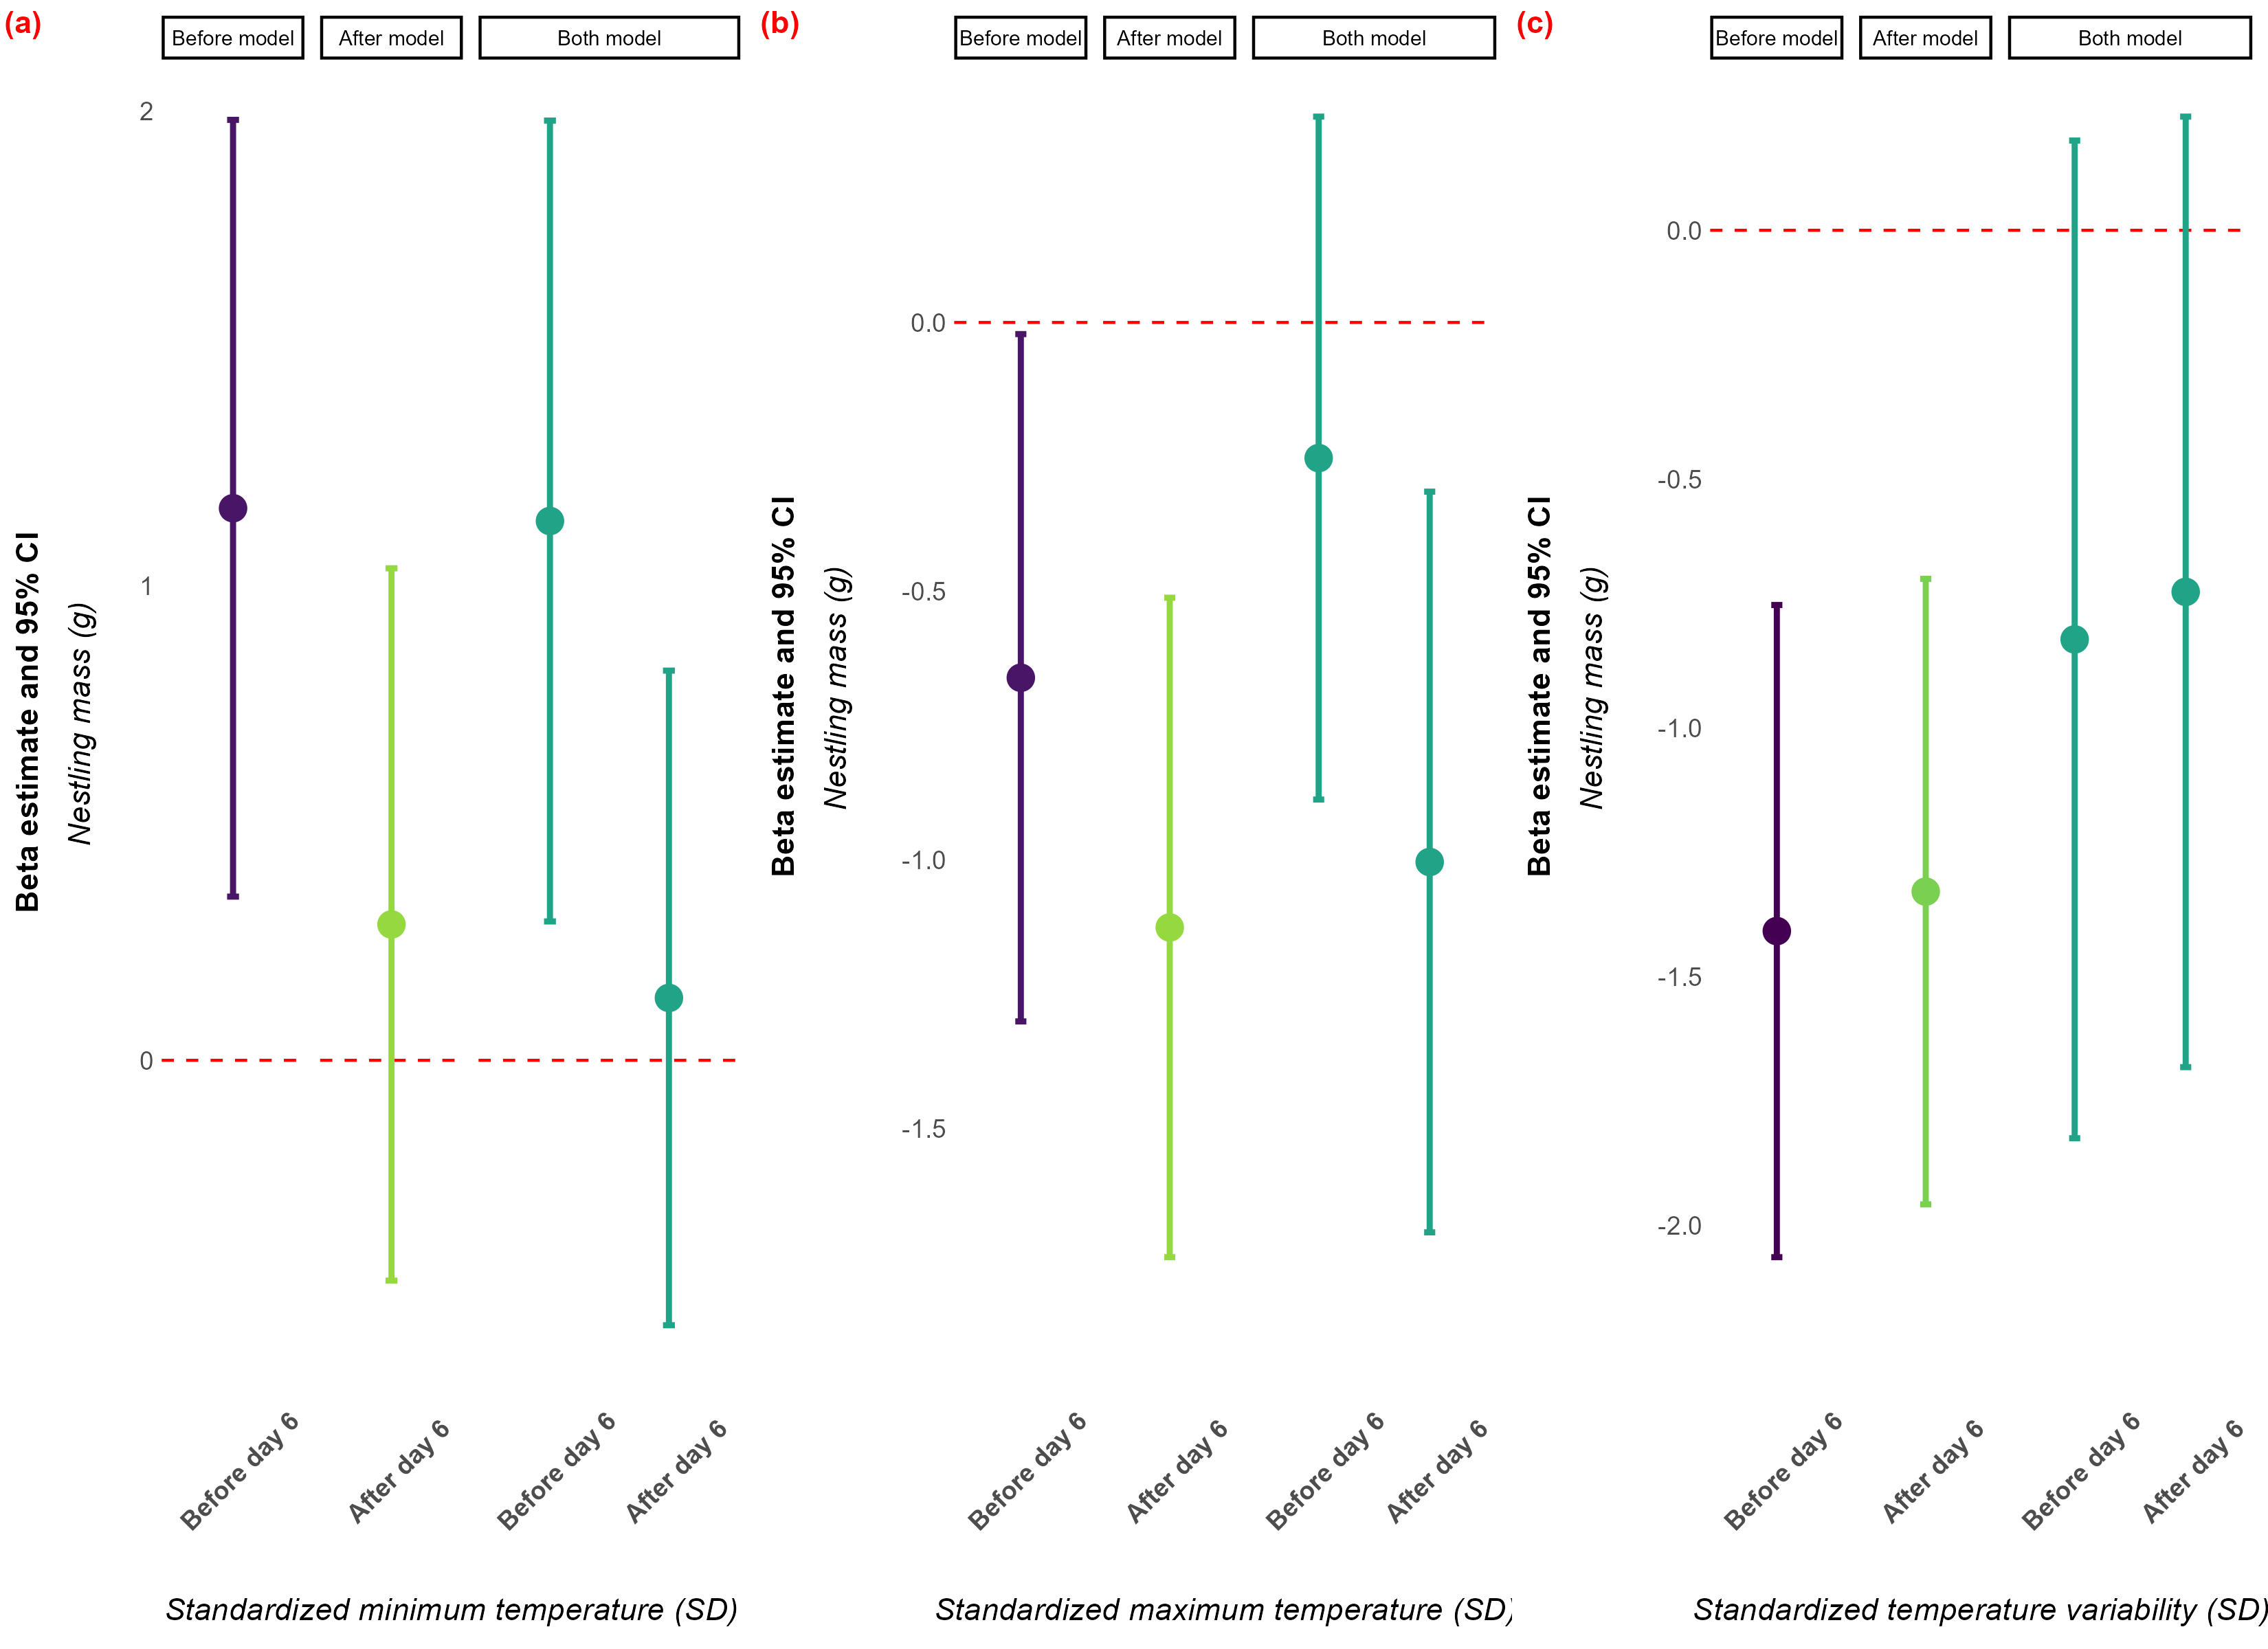 (a)
Before model
After model
Both model
2
1
0
Beta estimate and 95% CI
Nestling mass (g)
Before day 6
After day 6
Before day 6
After day 6
Standardized minimum temperature (SD)
(b)
Before model
After model
Both model
0.0
-0.5
-1.0
-1.5
Beta estimate and 95% CI
Nestling mass (g)
Before day 6
After day 6
Before day 6
After day 6
Standardized maximum temperature (SD)
(c)
Before model
After model
Both model
0.0
-0.5
-1.0
-1.5
-2.0
Beta estimate and 95% CI
Nestling mass (g)
Before day 6
After day 6
Before day 6
After day 6
Standardized temperature variability (SD)